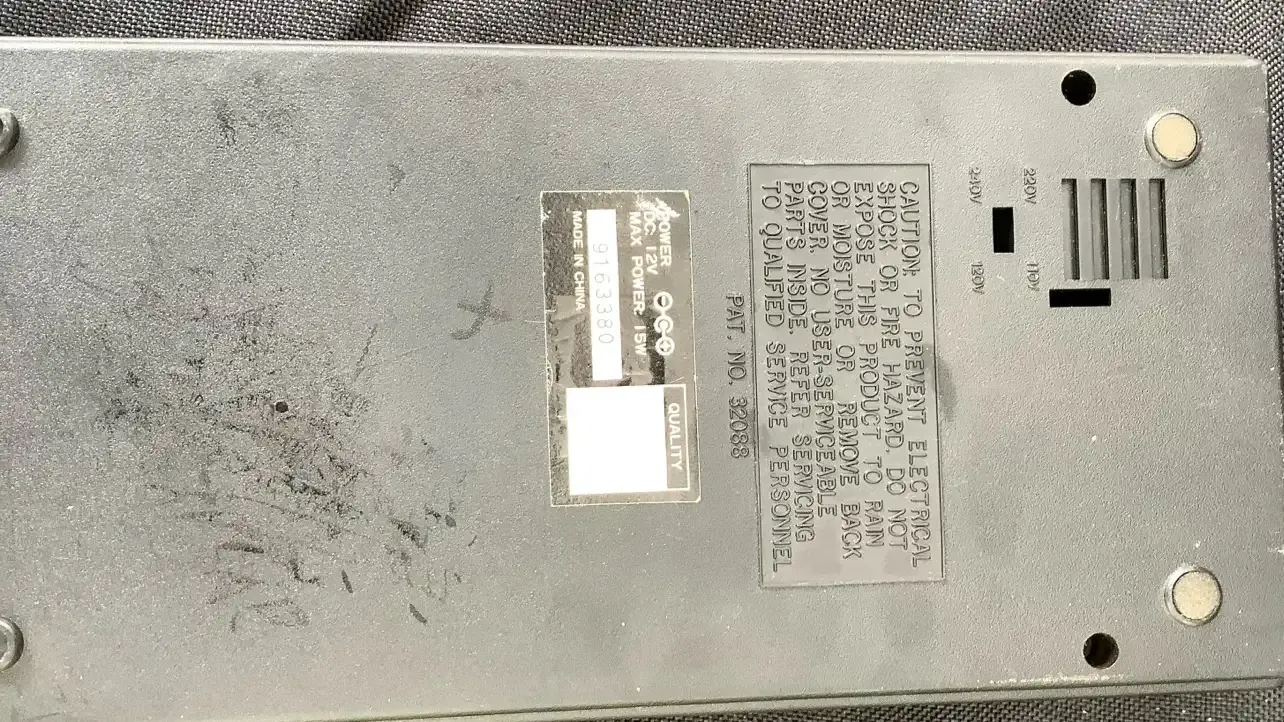 220V
110V
240V
120V
CAUTION: TO PREVENT ELECTRICAL
SHOCK OR FIRE HAZARD, DO NOT
EXPOSE THIS PRODUCT TO RAIN
OR MOISTURE OR REMOVE BACK
COVER. NO USER-SERVICEABLE
PARTS INSIDE. REFER SERVICING
TO QUALIFIED SERVICE PERSONNEL
PAT. NO. 32088
POWER
DC: 12V
MAX POWER: 15W
9163380
MADE IN CHINA
QUALITY